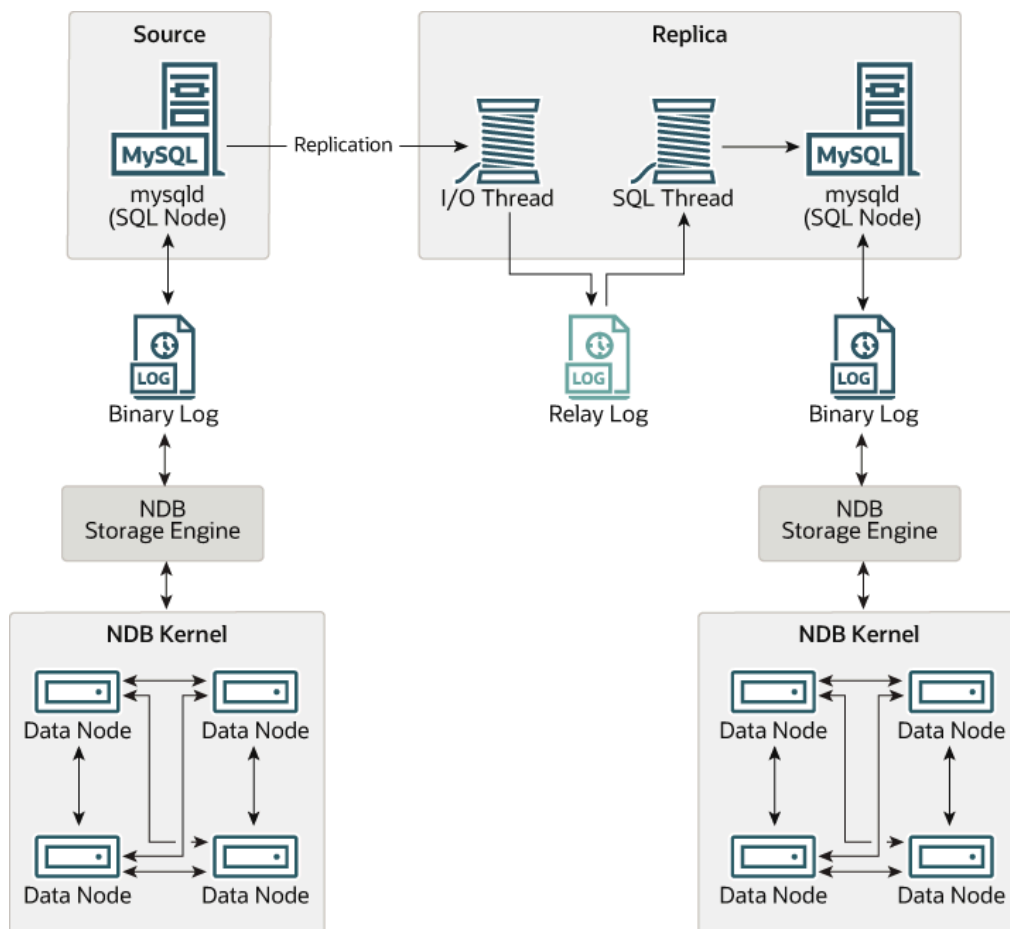 Source
Replica
MySQL
mysqld
(SQL Node)
Replication
I/O Thread
SQL Thread
MySQL
mysqld
(SQL Node)
LOG
Binary Log
LOG
Relay Log
LOG
Binary Log
NDB
Storage Engine
NDB
Storage Engine
NDB Kernel
Data Node
Data Node
Data Node
Data Node
NDB Kernel
Data Node
Data Node
Data Node
Data Node